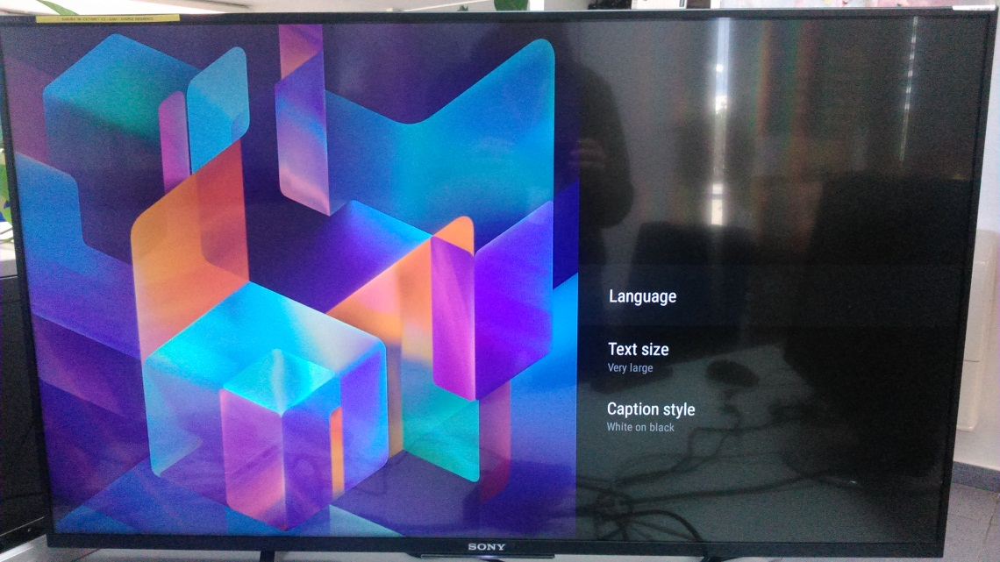 Language
Text size
Very large
Caption style
White on black
SONY